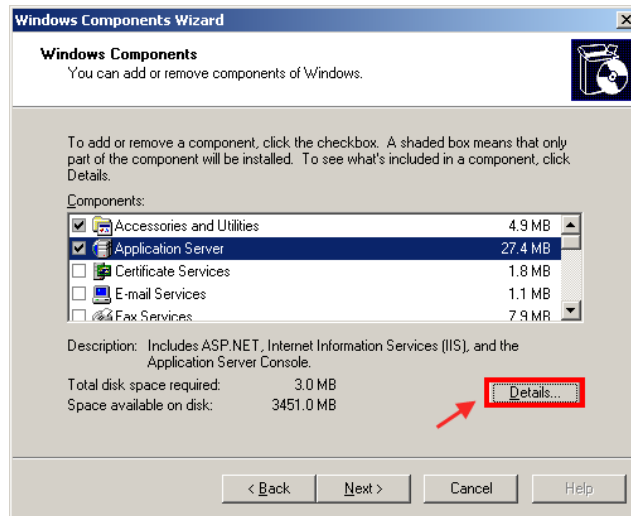 Windows Components Wizard
Windows Components
You can add or remove components of Windows.
To add or remove a component, click the checkbox. A shaded box means that only
part of the component will be installed. To see what's included in a component, click
Details.
Components:
Accessories and Utilities 4.9 MB
Application Server 27.4 MB
Certificate Services 1.8 MB
E-mail Services 1.1 MB
Fax Services 7.9 MB
Description: Includes ASP.NET, Internet Information Services (IIS), and the
Application Server Console.
Total disk space required: 3.0 MB
Space available on disk: 3451.0 MB
Details...
< Back Next > Cancel Help